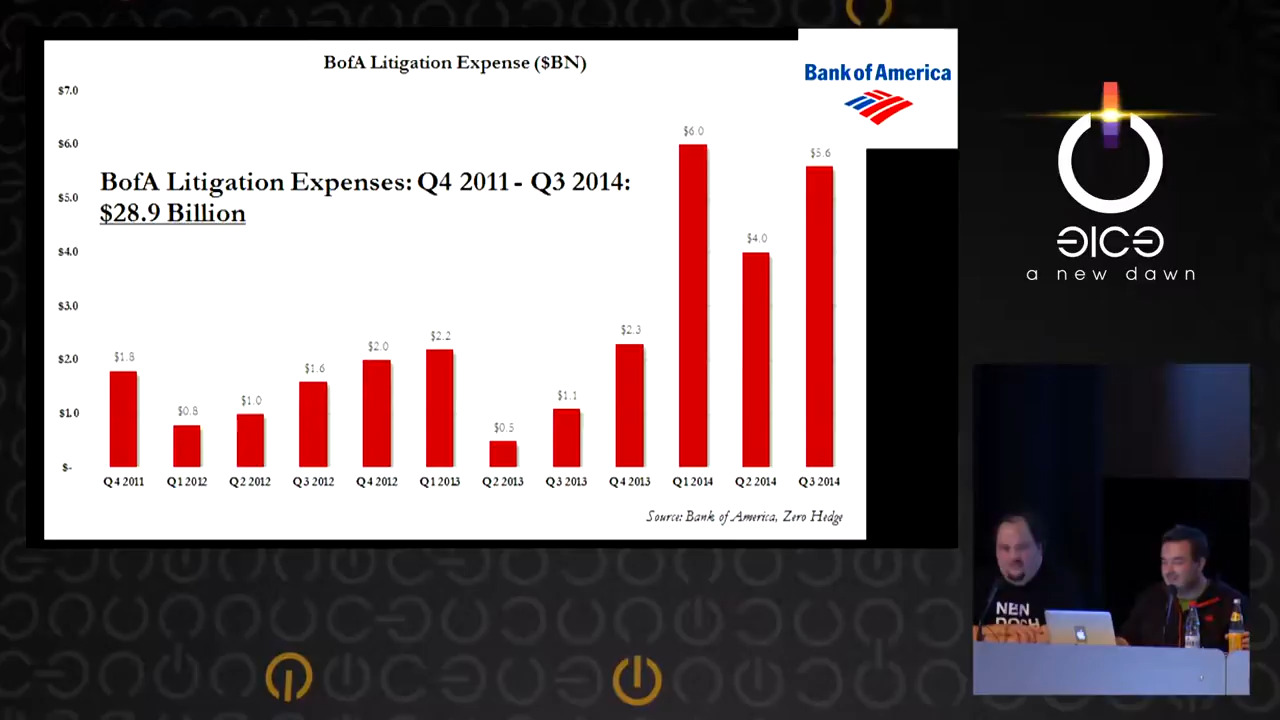 BofA Litigation Expense ($BN)
Bank of America
$7.0
$6.0
$5.0
$4.0
$3.0
$2.0
$1.0
$-
BofA Litigation Expenses: Q4 2011 - Q3 2014:
$28.9 Billion
$1.8
$0.8
$1.0
$1.6
$2.0
$2.2
$0.5
$1.1
$2.3
$6.0
$4.0
$5.6
Q4 2011 Q1 2012 Q2 2012 Q3 2012 Q4 2012 Q1 2013 Q2 2013 Q3 2013 Q4 2013 Q1 2014 Q2 2014 Q3 2014
Source: Bank of America, Zero Hedge
a new dawn